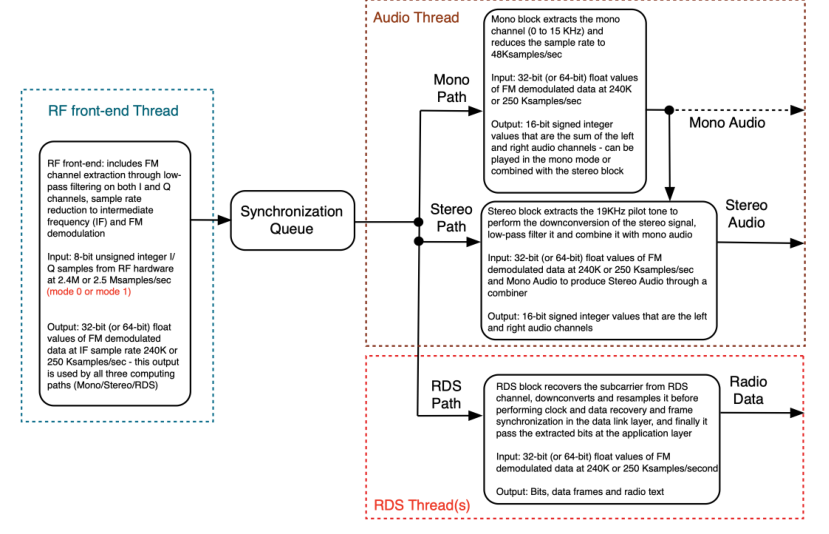 RF front-end Thread
RF front-end: includes FM
channel extraction through low-
pass filtering on both I and Q
channels, sample rate
reduction to intermediate
frequency (IF) and FM
demodulation
Input: 8-bit unsigned integer I/
Q samples from RF hardware
at 2.4M or 2.5 Msamples/sec
(mode 0 or mode 1)
Output: 32-bit (or 64-bit) float
values of FM demodulated
data at IF sample rate 240K or
250 Ksamples/sec - this output
is used by all three computing
paths (Mono/Stereo/RDS)
Synchronization
Queue
Audio Thread
Mono
Path
Mono block extracts the mono
channel (0 to 15 KHz) and
reduces the sample rate to
48Ksamples/sec
Input: 32-bit (or 64-bit) float values
of FM demodulated data at 240K
or 250 Ksamples/sec
Output: 16-bit signed integer
values that are the sum of the left
and right audio channels - can be
played in the mono mode or
combined with the stereo block
Mono Audio
Stereo
Path
Stereo block extracts the 19KHz pilot tone to
perform the downconversion of the stereo signal,
low-pass filter it and combine it with mono audio
Input: 32-bit (or 64-bit) float values of FM
demodulated data at 240K or 250 Ksamples/sec
and Mono Audio to produce Stereo Audio through a
combiner
Output: 16-bit signed integer values that are the left
and right audio channels
Stereo
Audio
RDS
Path
RDS block recovers the subcarrier from RDS
channel, downconverts and resamples it before
performing clock and data recovery and frame
synchronization in the data link layer, and finally it
pass the extracted bits at the application layer
Input: 32-bit (or 64-bit) float values of FM
demodulated data at 240K or 250 Ksamples/second
Output: Bits, data frames and radio text
Radio
Data
RDS Thread(s)